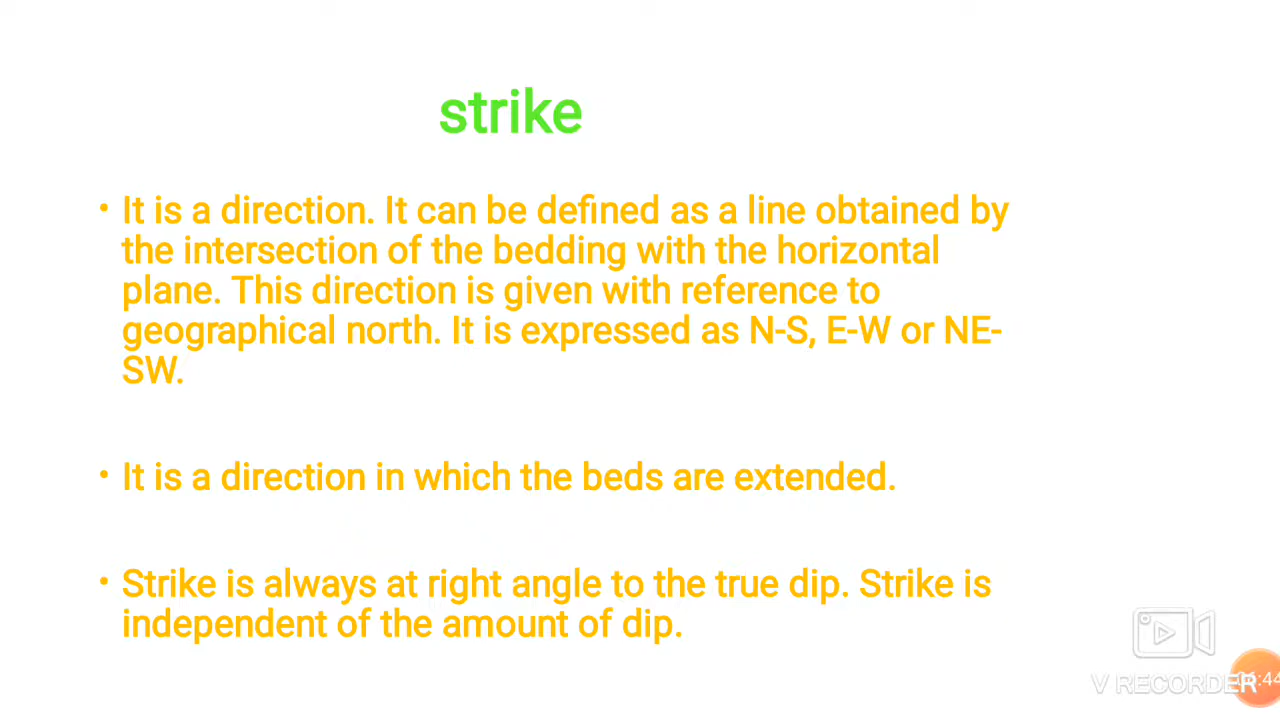 strike
• It is a direction. It can be defined as a line obtained by
the intersection of the bedding with the horizontal
plane. This direction is given with reference to
geographical north. It is expressed as N-S, E-W or NE-
SW.
• It is a direction in which the beds are extended.
• Strike is always at right angle to the true dip. Strike is
independent of the amount of dip.
V RECORDER